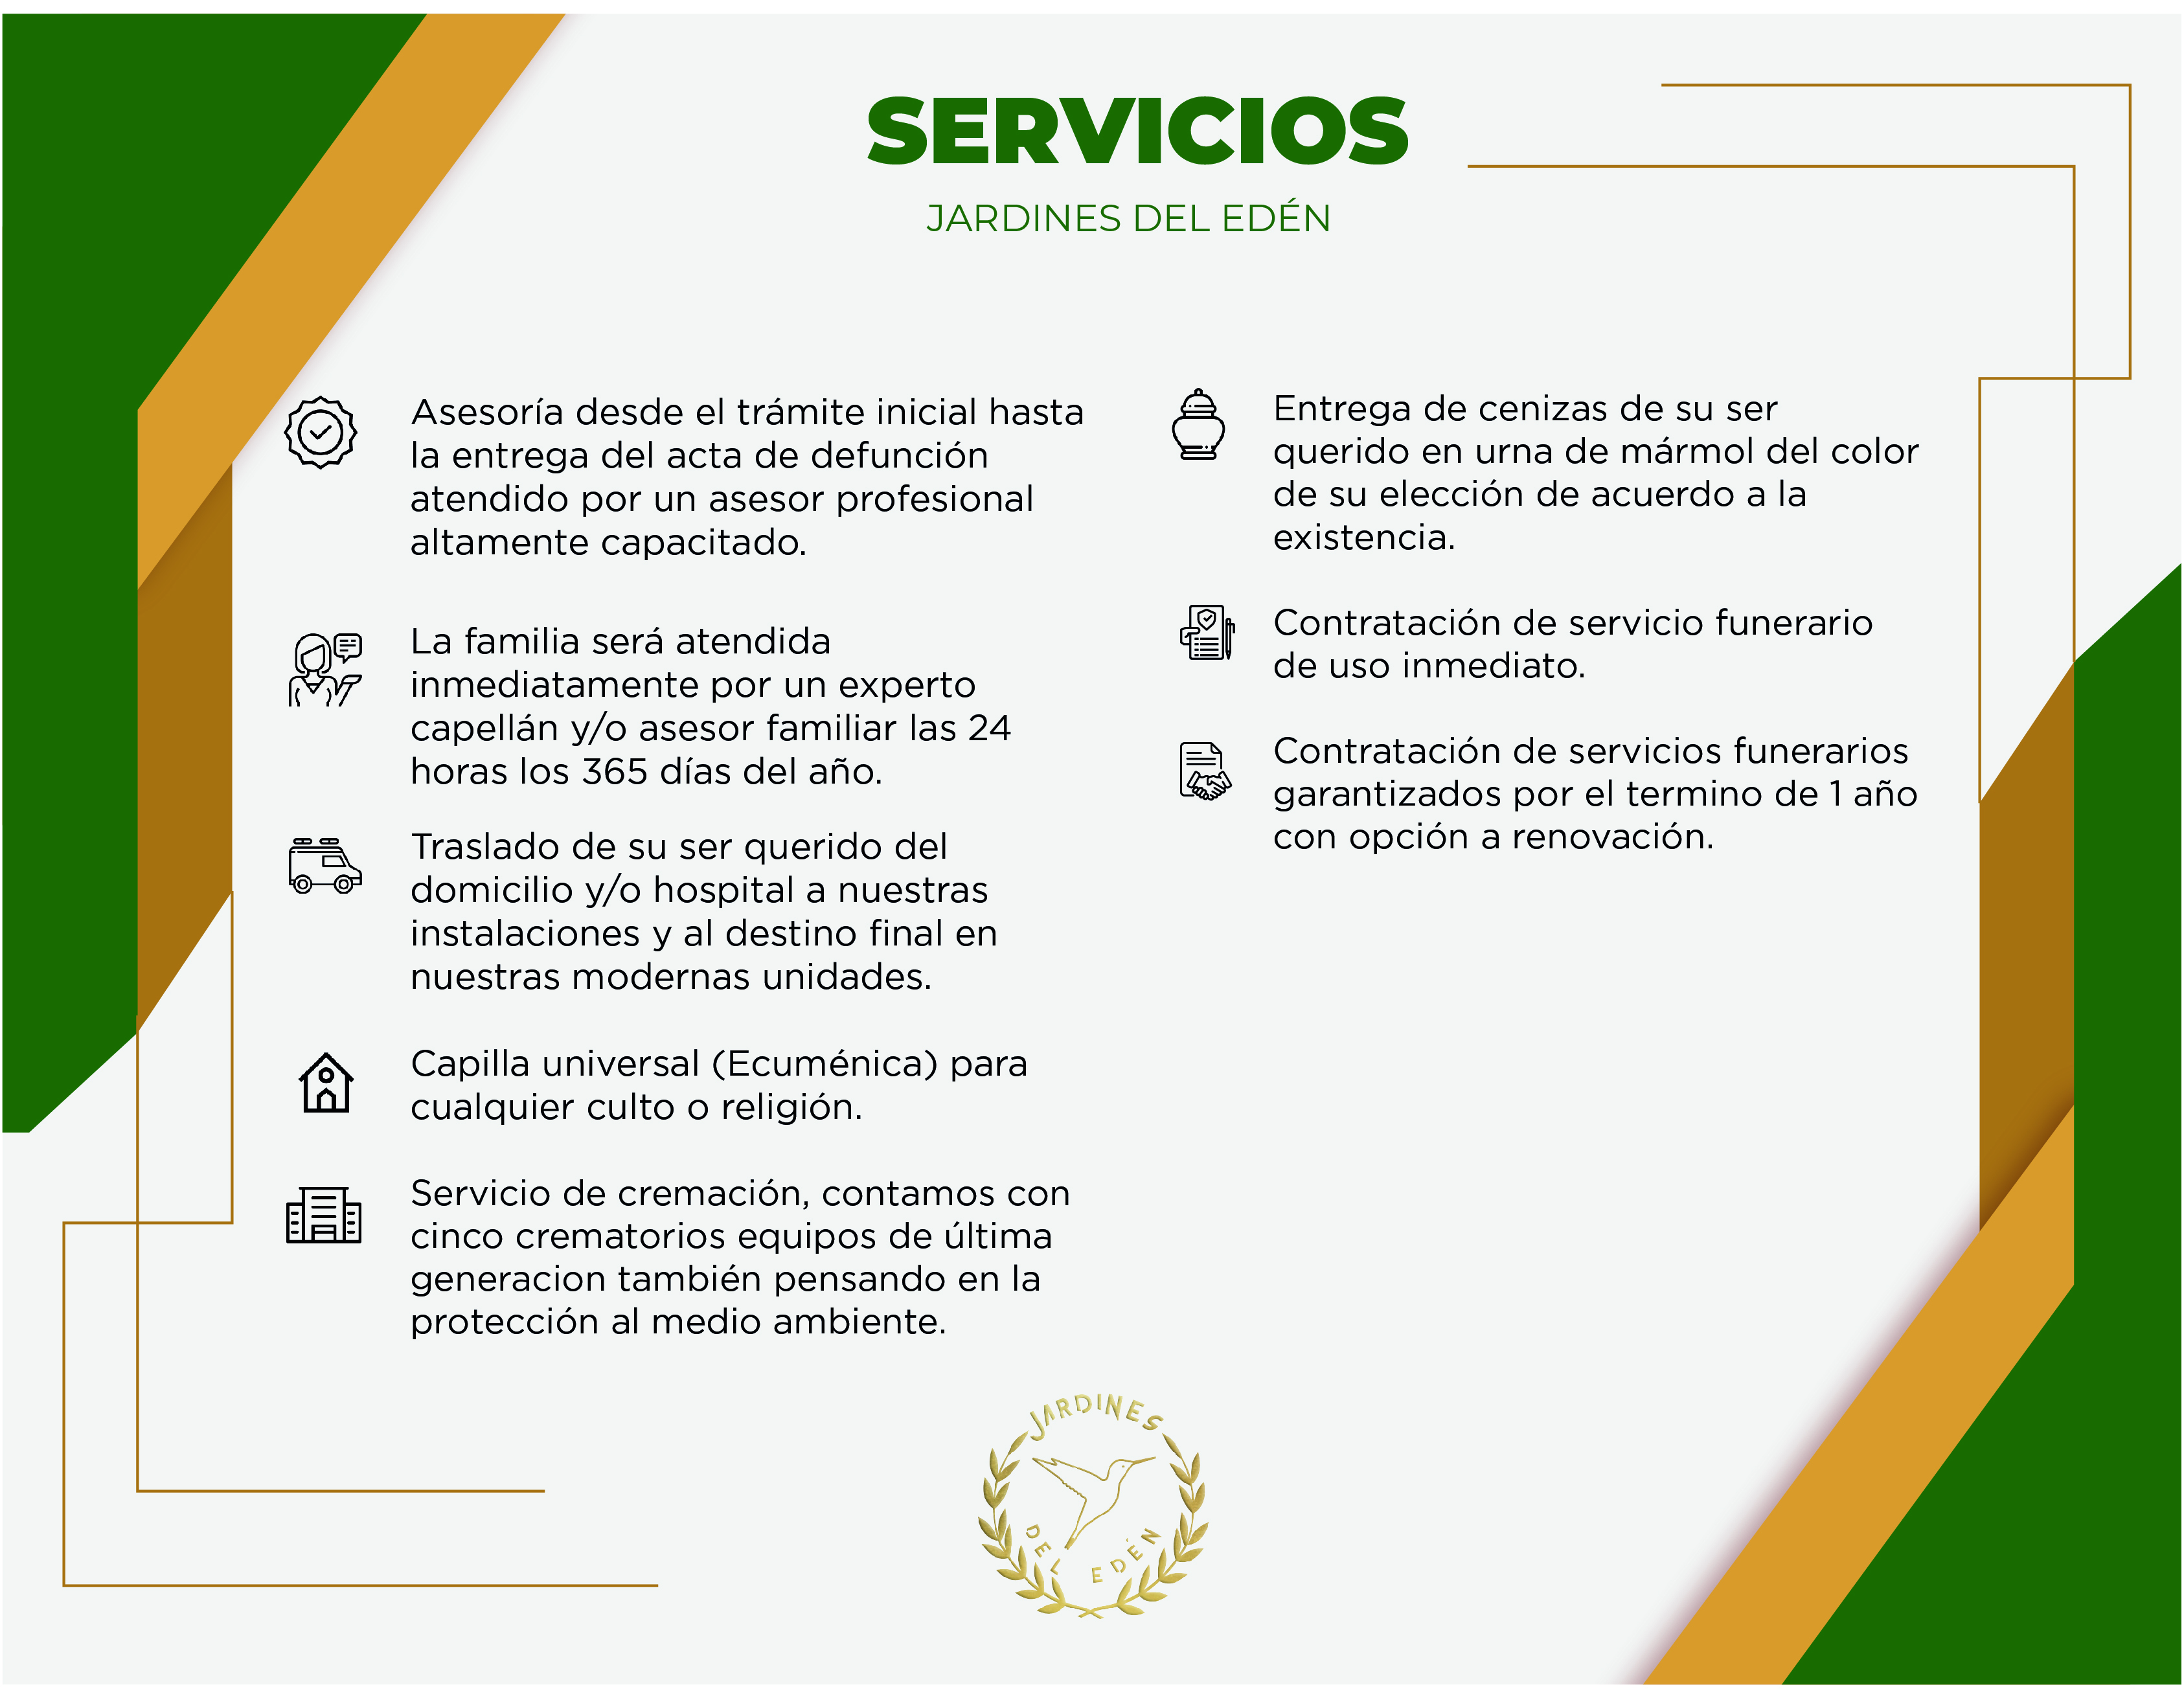 SERVICIOS
JARDINES DEL EDÉN
Asesoría desde el trámite inicial hasta
la entrega del acta de defunción
atendido por un asesor profesional
altamente capacitado.
La familia será atendida
inmediatamente por un experto
capellán y/o asesor familiar las 24
horas los 365 días del año.
Traslado de su ser querido del
domicilio y/o hospital a nuestras
instalaciones y al destino final en
nuestras modernas unidades.
Capilla universal (Ecuménica) para
cualquier culto o religión.
Servicio de cremación, contamos con
cinco crematorios equipos de última
generacion también pensando en la
protección al medio ambiente.
Entrega de cenizas de su ser
querido en urna de mármol del color
de su elección de acuerdo a la
existencia.
Contratación de servicio funerario
de uso inmediato.
Contratación de servicios funerarios
garantizados por el termino de 1 año
con opción a renovación.
JARDINES
DEL EDÉN